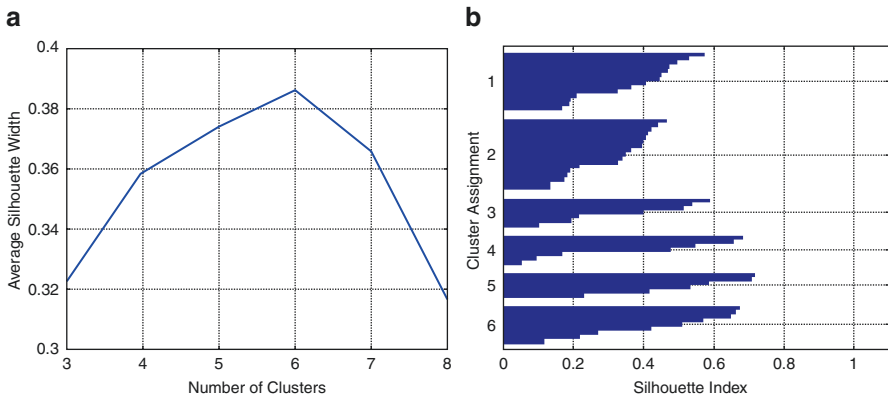 a
0.4
0.38
0.36
0.34
0.32
0.3
Average Silhouette Width
3 4 5 6 7 8
Number of Clusters
b
1
2
3
4
5
6
Cluster Assignment
0 0.2 0.4 0.6 0.8 1
Silhouette Index